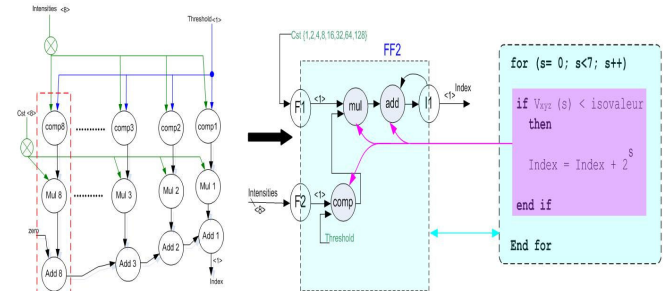 Intensities <8>
Threshold<1>
comp8
comp3
comp2
comp1
Cst <8>
Mul 8
Mul 3
Mul 2
Mul 1
zero
Add 8
Add 3
Add 2
Add 1
<1>
Index
Cst {1,2,4,8,16,32,64,128}
FF2
F1
<1>
mul
add
I1
<1>
Index
Intensities
<8>
F2
<1>
comp
Threshold
for (s= 0; s<7; s++)
if Vxyz (s) < isovaleur
then
Index = Index + 2^s
end if
End for